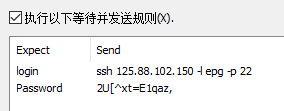 执行以下等待并发送规则(X).
Expect Send
login ssh 125.88.102.150 -l epg -p 22
Password 2U[^xt=E1qaz,